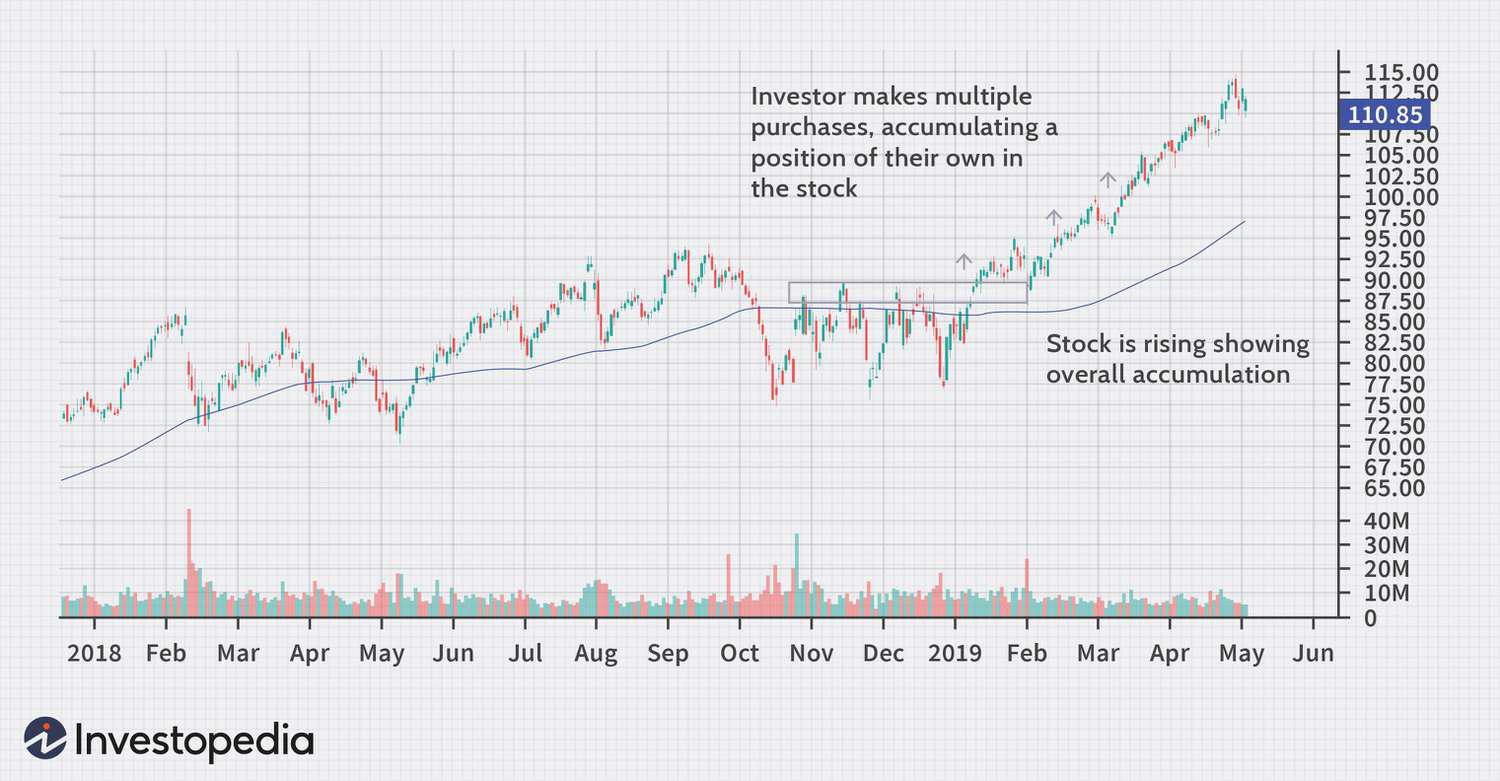 Investor makes multiple
purchases, accumulating a
position of their own in
the stock
Stock is rising showing
overall accumulation
115.00
112.50
110.85
107.50
105.00
102.50
100.00
97.50
95.00
92.50
90.00
87.50
85.00
82.50
80.00
77.50
75.00
72.50
70.00
67.50
65.00
40M
30M
20M
10M
0
2018 Feb Mar Apr May Jun Jul Aug Sep Oct Nov Dec 2019 Feb Mar Apr May Jun
Investopedia